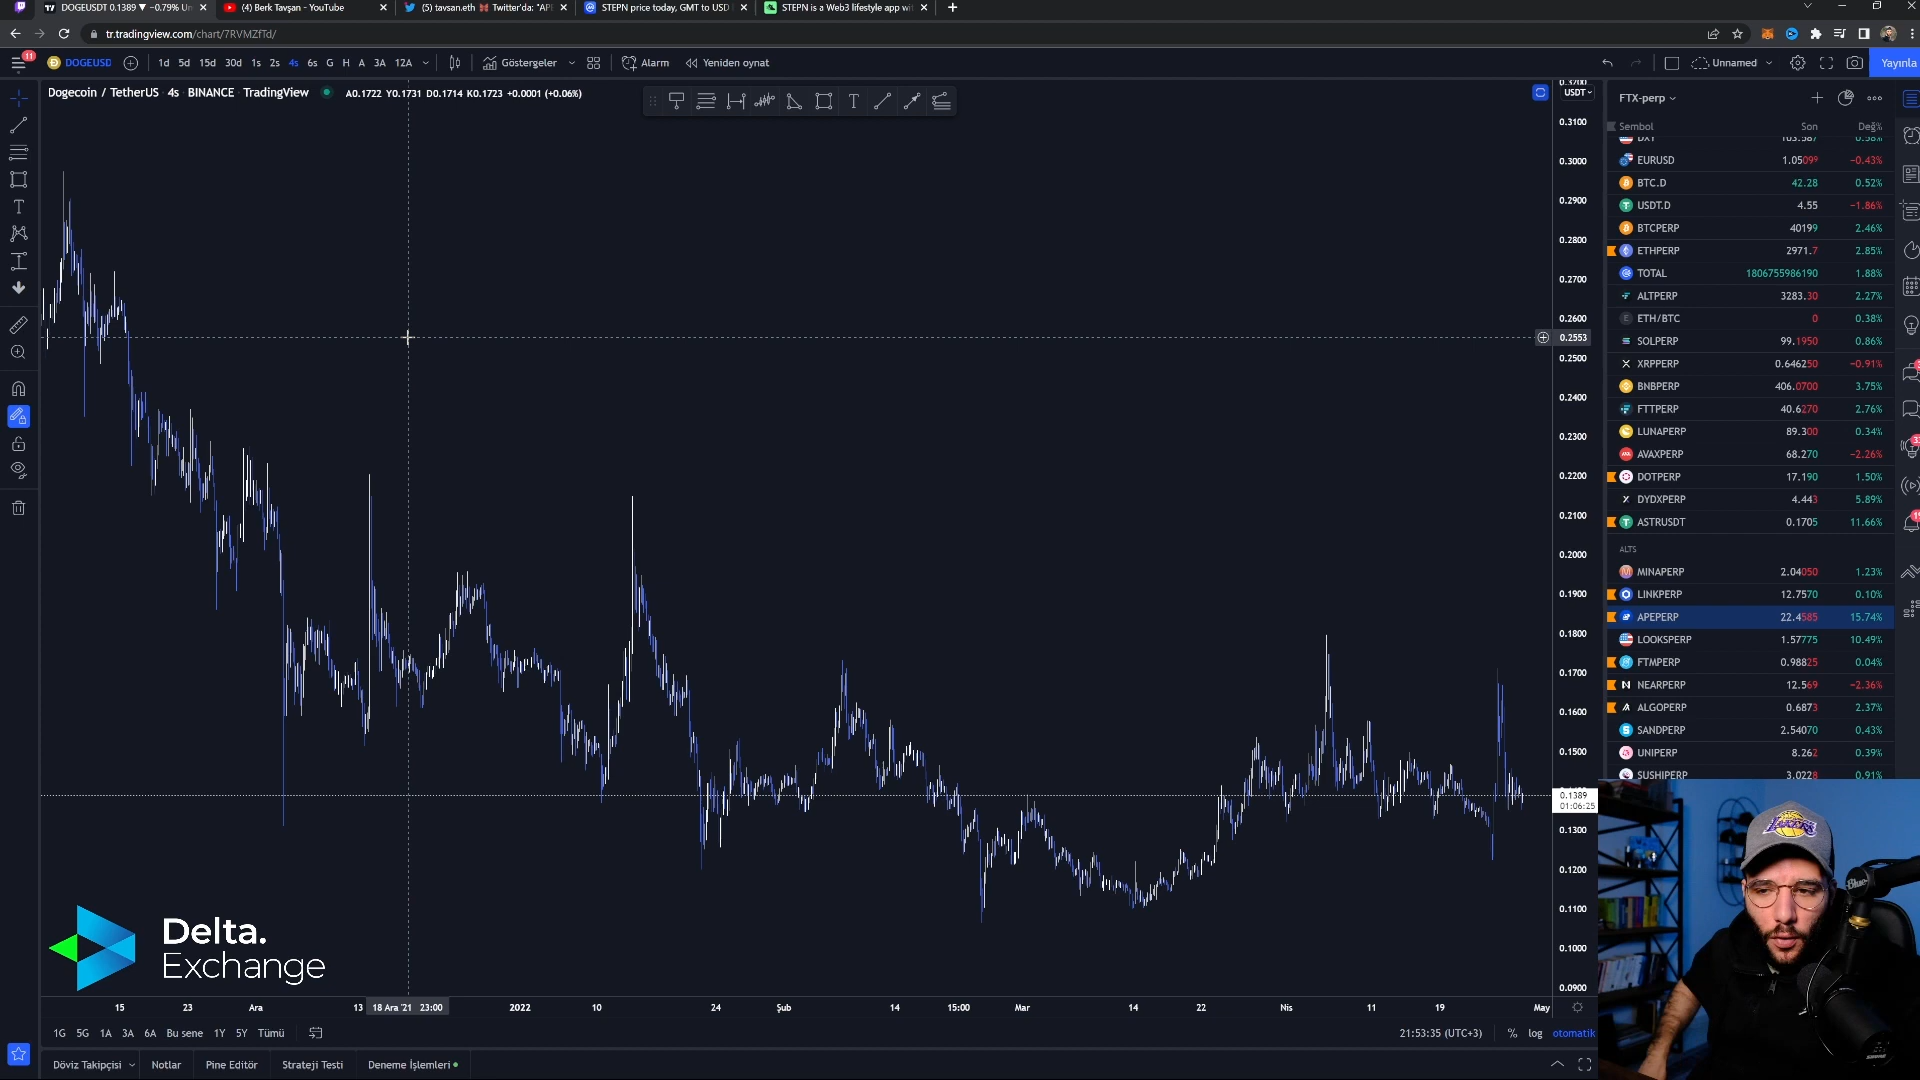 DOGEUSDT 0.1389 ▼ −0.79% Un
(4) Berk Tavşan - YouTube
(5) tavsan.eth Twitter'da: "APE
STEPN price today, GMT to USD
STEPN is a Web3 lifestyle app wit
tr.tradingview.com/chart/7RVMZfTd/
11
DOGEUSD
1d 5d 15d 30d 1s 2s 4s 6s G H A 3A 12A
Göstergeler
Alarm
Yeniden oynat
Unnamed
Yayınla
Dogecoin / TetherUS 4s BINANCE TradingView
A0.1722 Y0.1731 D0.1714 K0.1723 +0.0001 (+0.06%)
USDT
0.3100
0.3000
0.2900
0.2800
0.2700
0.2600
0.2553
0.2500
0.2400
0.2300
0.2200
0.2100
0.2000
0.1900
0.1800
0.1700
0.1600
0.1500
0.1389
01:06:25
0.1300
0.1200
0.1100
0.1000
0.0900
FTX-perp
Sembol Son Değ%
DXY 103.587 0.58%
EURUSD 1.05099 −0.43%
BTC.D 42.28 0.52%
USDT.D 4.55 −1.86%
BTCPERP 40199 2.46%
ETHPERP 2971.7 2.85%
TOTAL 1806755986190 1.88%
ALTPERP 3283.30 2.27%
ETH/BTC 0 0.38%
SOLPERP 99.1950 0.86%
XRPPERP 0.646250 −0.91%
BNBPERP 406.0700 3.75%
FTTPERP 40.6270 2.76%
LUNAPERP 89.300 0.34%
AVAXPERP 68.270 −2.26%
DOTPERP 17.190 1.50%
DYDXPERP 4.443 5.89%
ASTRUSDT 0.1705 11.66%
ALTS
MINAPERP 2.04050 1.23%
LINKPERP 12.7570 0.10%
APEPERP 22.4585 15.74%
LOOKSPERP 1.57775 10.49%
FTMPERP 0.98825 0.04%
NEARPERP 12.569 −2.36%
ALGOPERP 0.6873 2.37%
SANDPERP 2.54070 0.43%
UNIPERP 8.262 0.39%
SUSHIPERP 3.0228 0.91%
LAKERS
Blue
Delta.
Exchange
15 23 Ara 13 18 Ara '21 23:00 2022 10 24 Şub 14 15:00 Mar 14 22 Nis 11 19 May
1G 5G 1A 3A 6A Bu sene 1Y 5Y Tümü
21:53:35 (UTC+3) % log otomatik
Döviz Takipçisi Notlar Pine Editör Strateji Testi Deneme İşlemleri